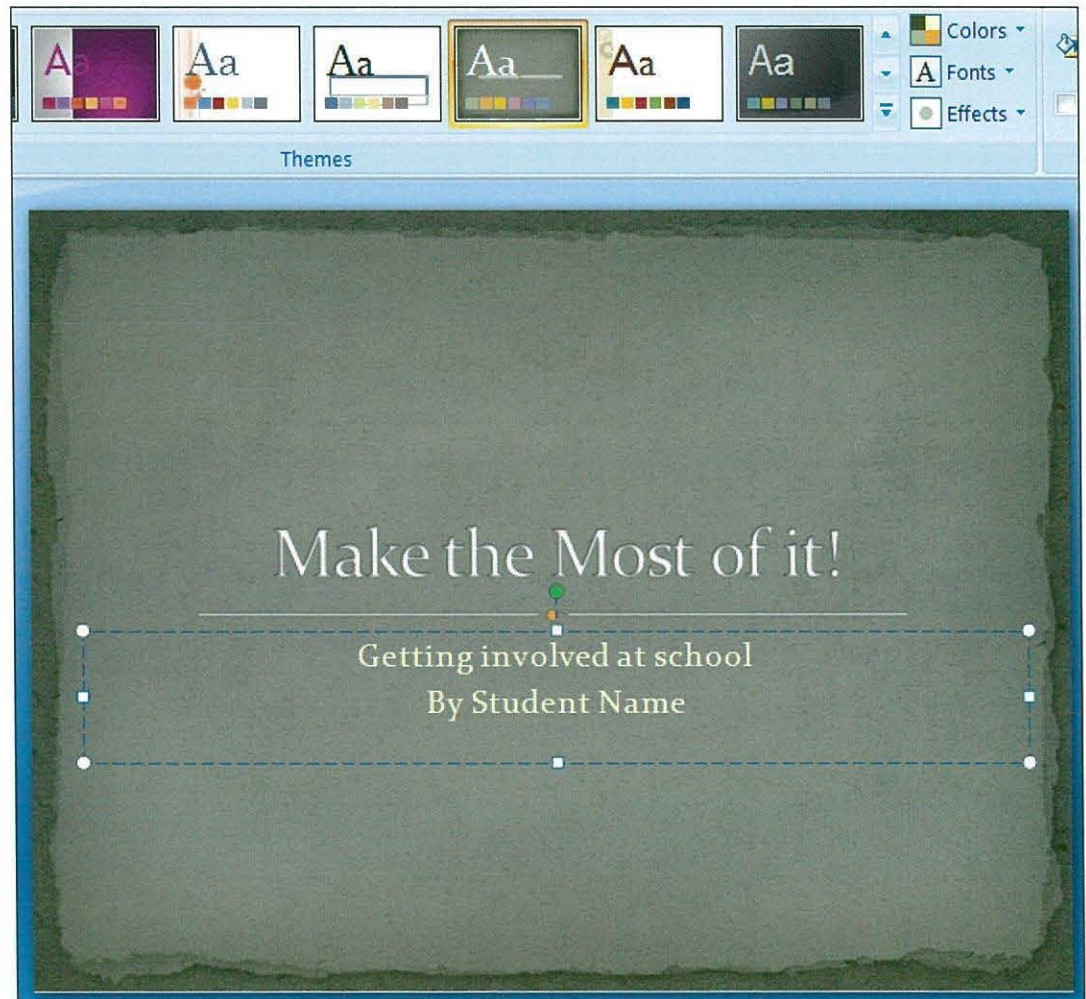 Aa Aa Aa Aa Aa Aa
Colors
A Fonts
Effects
Themes
Make the Most of it!
Getting involved at school
By Student Name